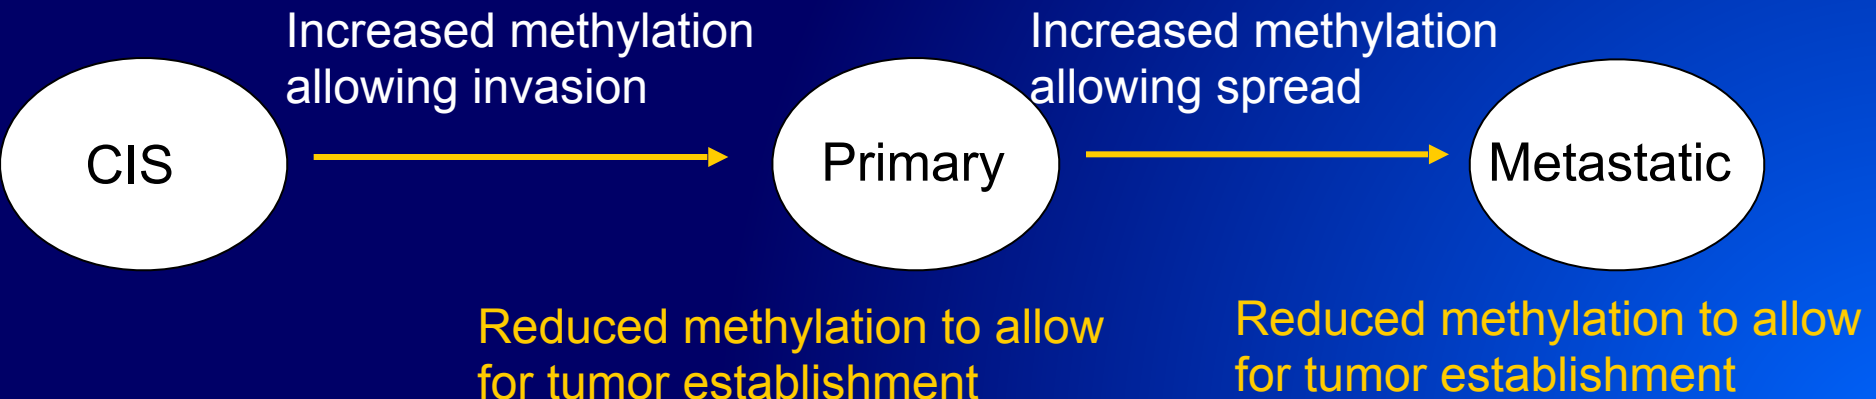 Increased methylation
allowing invasion
Increased methylation
allowing spread
CIS
Primary
Metastatic
Reduced methylation to allow
for tumor establishment
Reduced methylation to allow
for tumor establishment